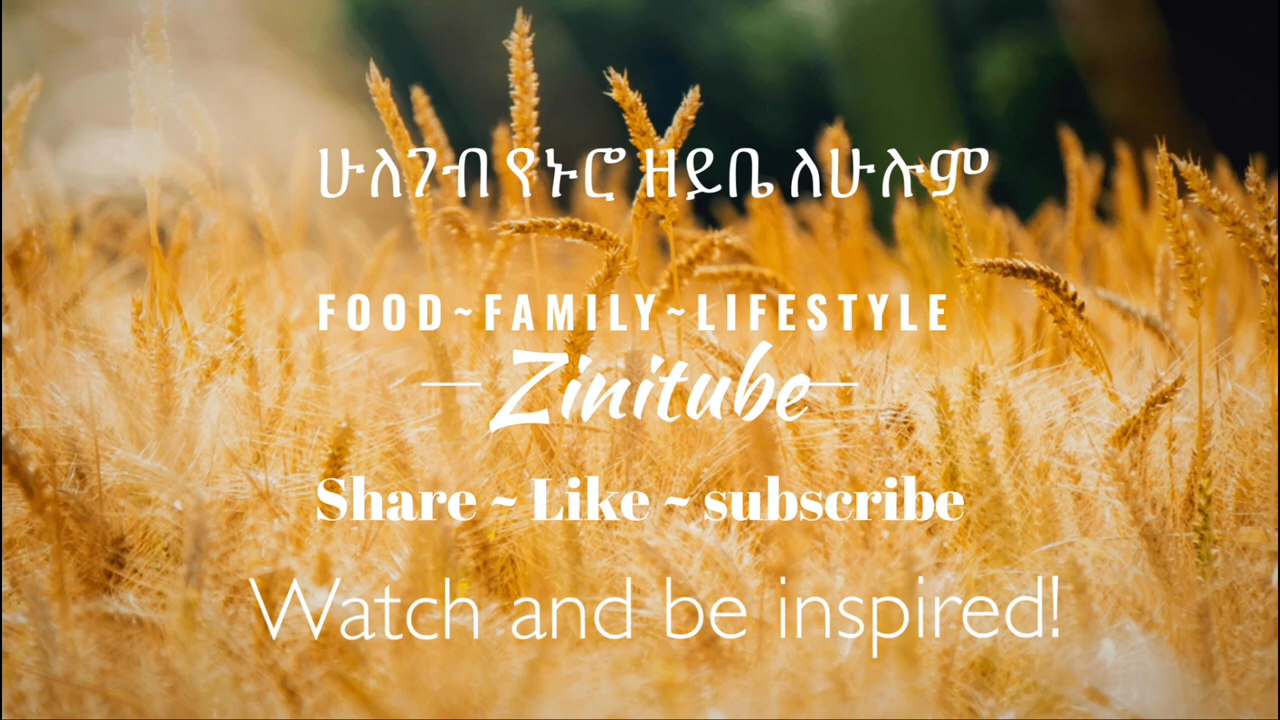 ሁለገብ የኑሮ ዘይቤ ለሁሉም
FOOD~FAMILY~LIFESTYLE
Zinitube
Share ~ Like ~ subscribe
Watch and be inspired!